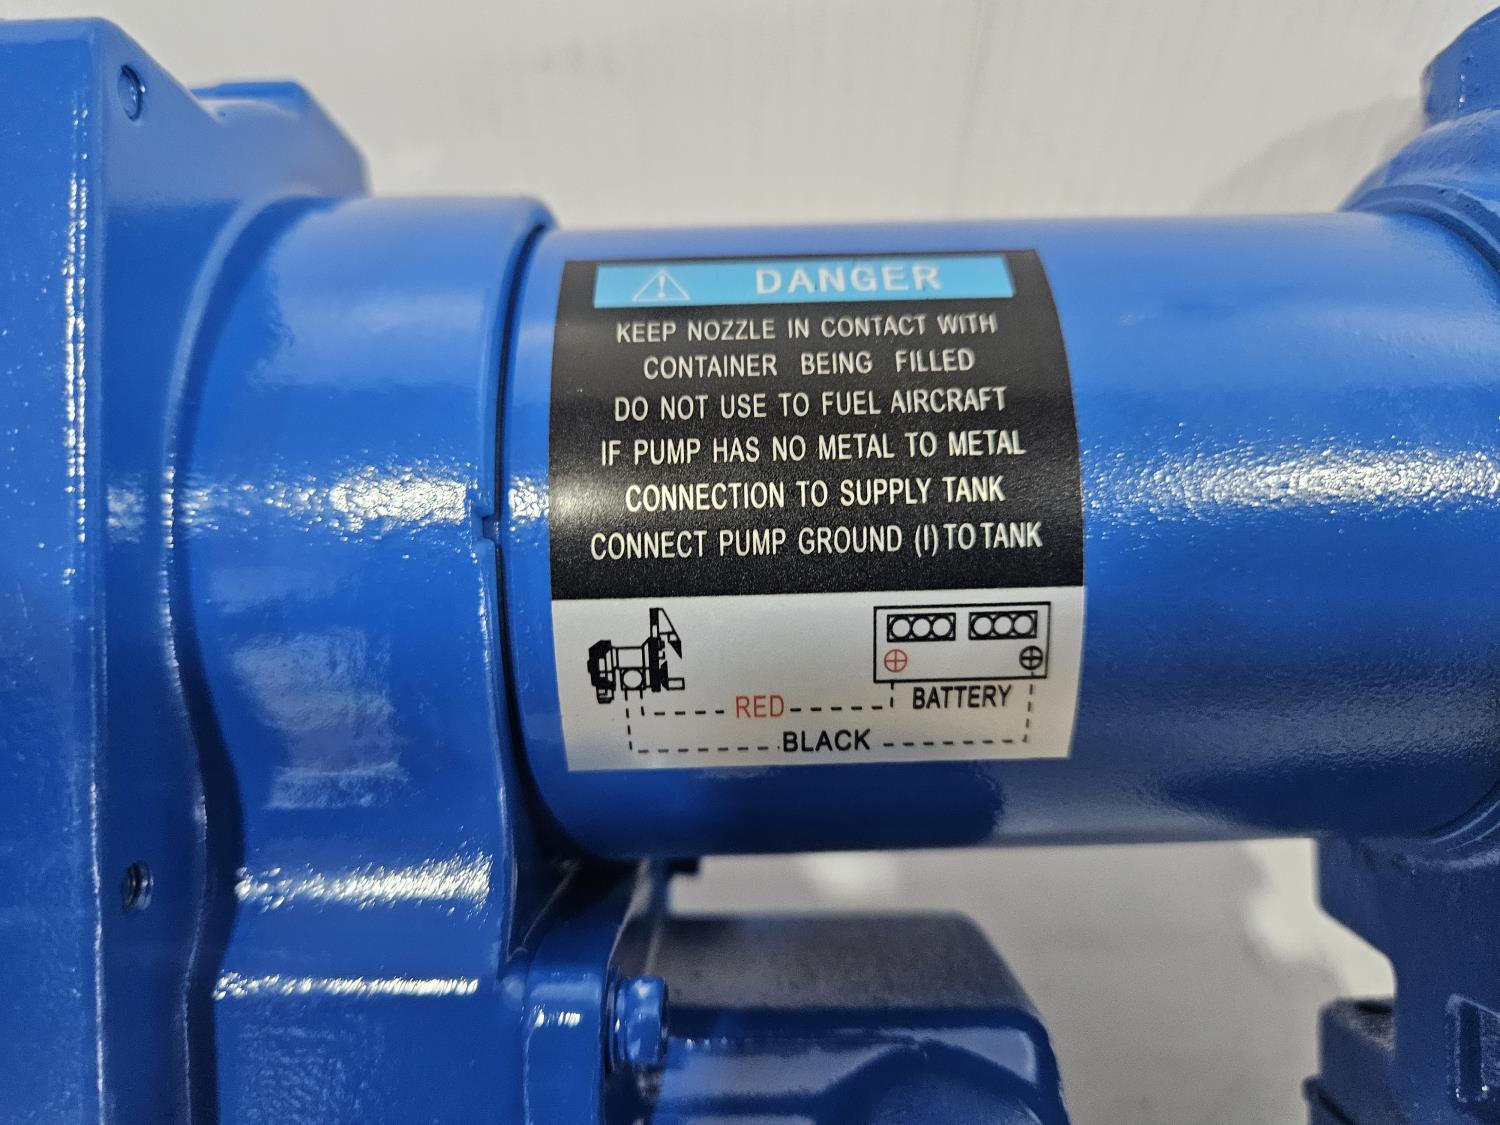 DANGER
KEEP NOZZLE IN CONTACT WITH
CONTAINER BEING FILLED
DO NOT USE TO FUEL AIRCRAFT
IF PUMP HAS NO METAL TO METAL
CONNECTION TO SUPPLY TANK
CONNECT PUMP GROUND (I) TO TANK
RED
BATTERY
BLACK